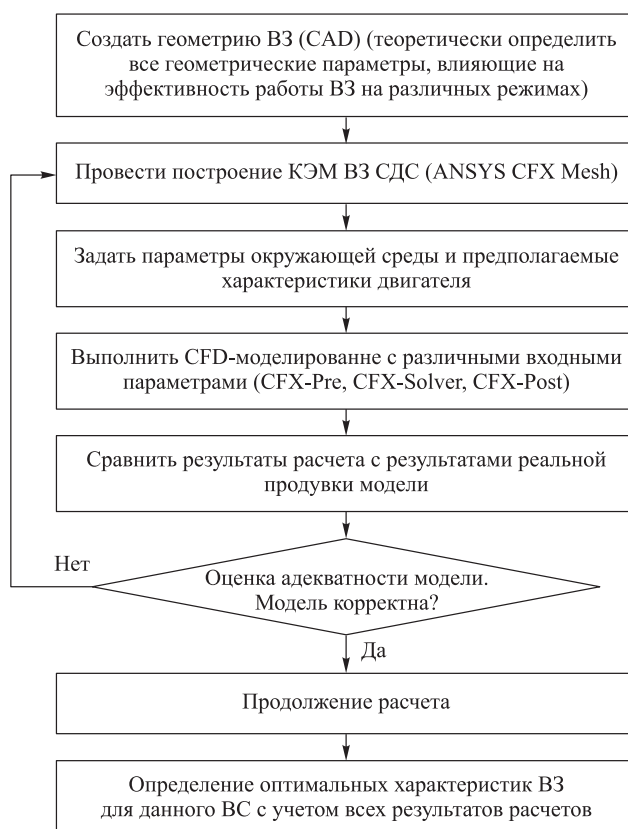 Создать геометрию ВЗ (CAD) (теоретически определить
все геометрические параметры, влияющие на
эффективность работы ВЗ на различных режимах)
Провести построение КЭМ ВЗ СДС (ANSYS CFX Mesh)
Задать параметры окружающей среды и предполагаемые
характеристики двигателя
Выполнить CFD-моделированне с различными входными
параметрами (CFX-Pre, CFX-Solver, CFX-Post)
Сравнить результаты расчета с результатами реальной
продувки модели
Нет
Оценка адекватности модели.
Модель корректна?
Да
Продолжение расчета
Определение оптимальных характеристик ВЗ
для данного ВС с учетом всех результатов расчетов